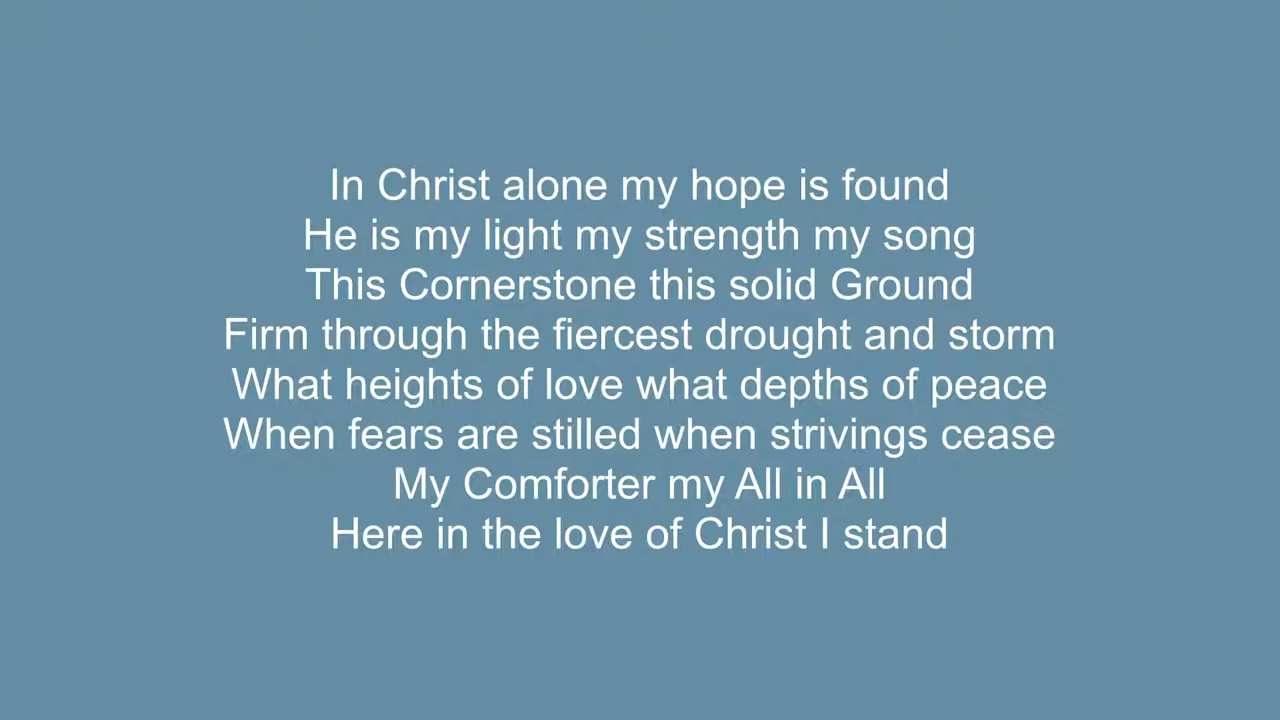 In Christ alone my hope is found
He is my light my strength my song
This Cornerstone this solid Ground
Firm through the fiercest drought and storm
What heights of love what depths of peace
When fears are stilled when strivings cease
My Comforter my All in All
Here in the love of Christ I stand